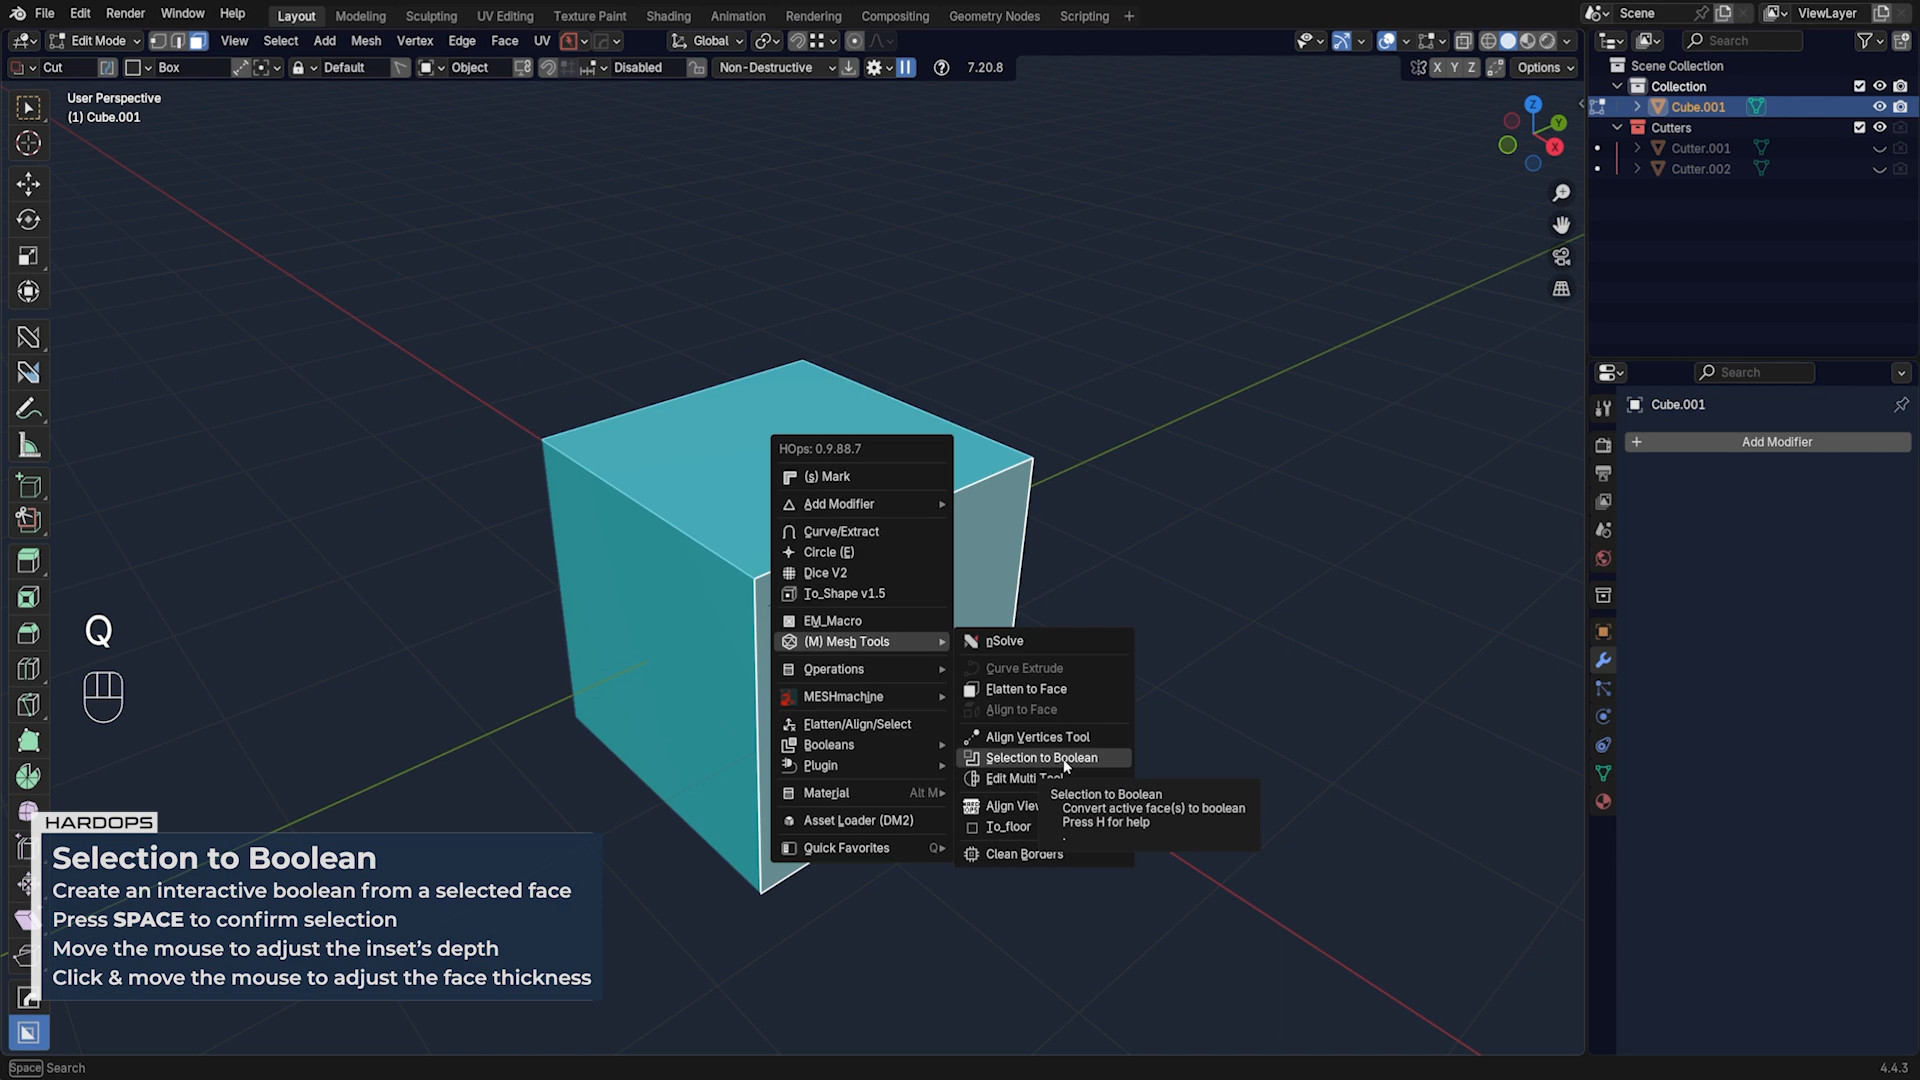 File Edit Render Window Help Layout Modeling Sculpting UV Editing Texture Paint Shading Animation Rendering Compositing Geometry Nodes Scripting + Scene ViewLayer
Edit Mode View Select Add Mesh Vertex Edge Face UV Global Search
Cut Box Default Object Disabled Non-Destructive 7.20.8 X Y Z Options
User Perspective
(1) Cube.001
Scene Collection
Collection
Cube.001
Cutters
Cutter.001
Cutter.002
Z
Y
X
Search
Cube.001
+ Add Modifier
HOps: 0.9.88.7
(s) Mark
Add Modifier
Curve/Extract
Circle (E)
Dice V2
To_Shape v1.5
EM_Macro
(M) Mesh Tools
Operations
MESHmachine
Flatten/Align/Select
Booleans
Plugin
Material Alt M
Asset Loader (DM2)
Quick Favorites Q
nSolve
Curve Extrude
Flatten to Face
Align to Face
Align Vertices Tool
Selection to Boolean
Edit Multi Tool
Align View
To_floor
Clean Borders
Selection to Boolean
Convert active face(s) to boolean
Press H for help
.
Q
HARDOPS
Selection to Boolean
Create an interactive boolean from a selected face
Press SPACE to confirm selection
Move the mouse to adjust the inset's depth
Click & move the mouse to adjust the face thickness
Space Search
4.4.3